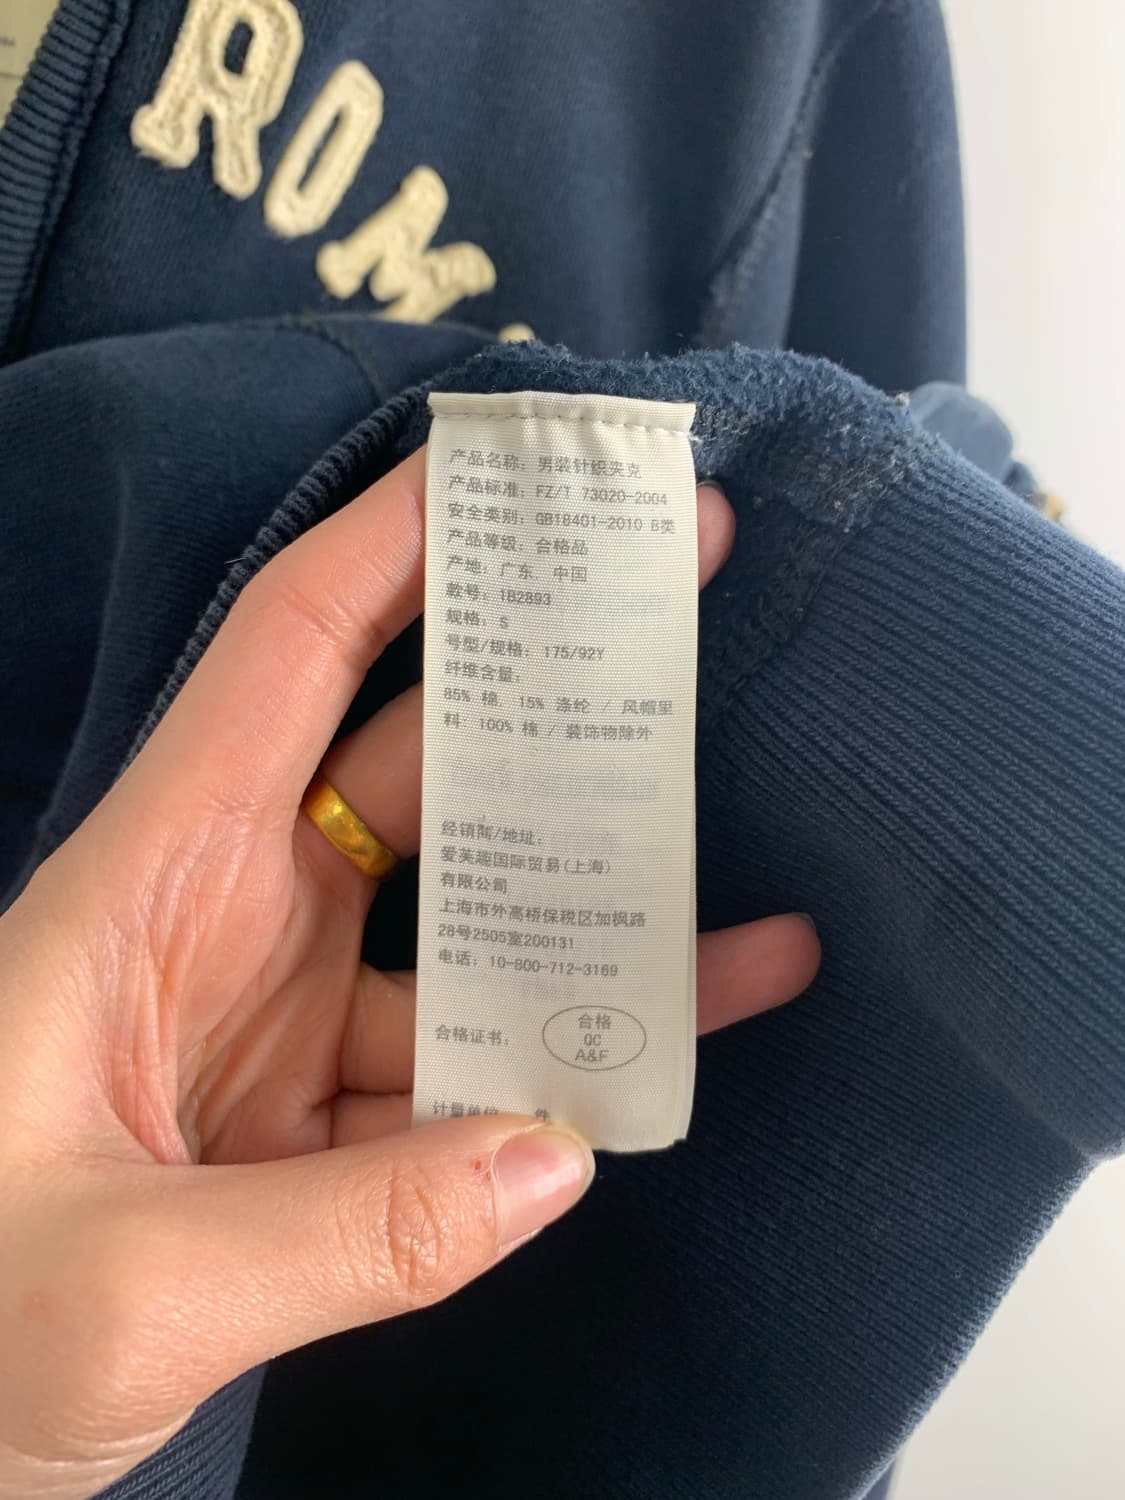 ROM
产品名称: 男装针织夹克
产品标准: FZ/T 73020-2004
安全类别: GB18401-2010 B类
产品等级: 合格品
产地: 广东, 中国
款号: 1B2893
规格: S
号型/规格: 175/92Y
纤维含量:
85% 棉 15% 涤纶 / 风帽里
料: 100% 棉 / 装饰物除外
经销商/地址:
爱芙趣国际贸易(上海)
有限公司
上海市外高桥保税区加枫路
28号2505室200131
电话: 10-800-712-3169
合格证书:
合格
QC
A&F
计量单位 件